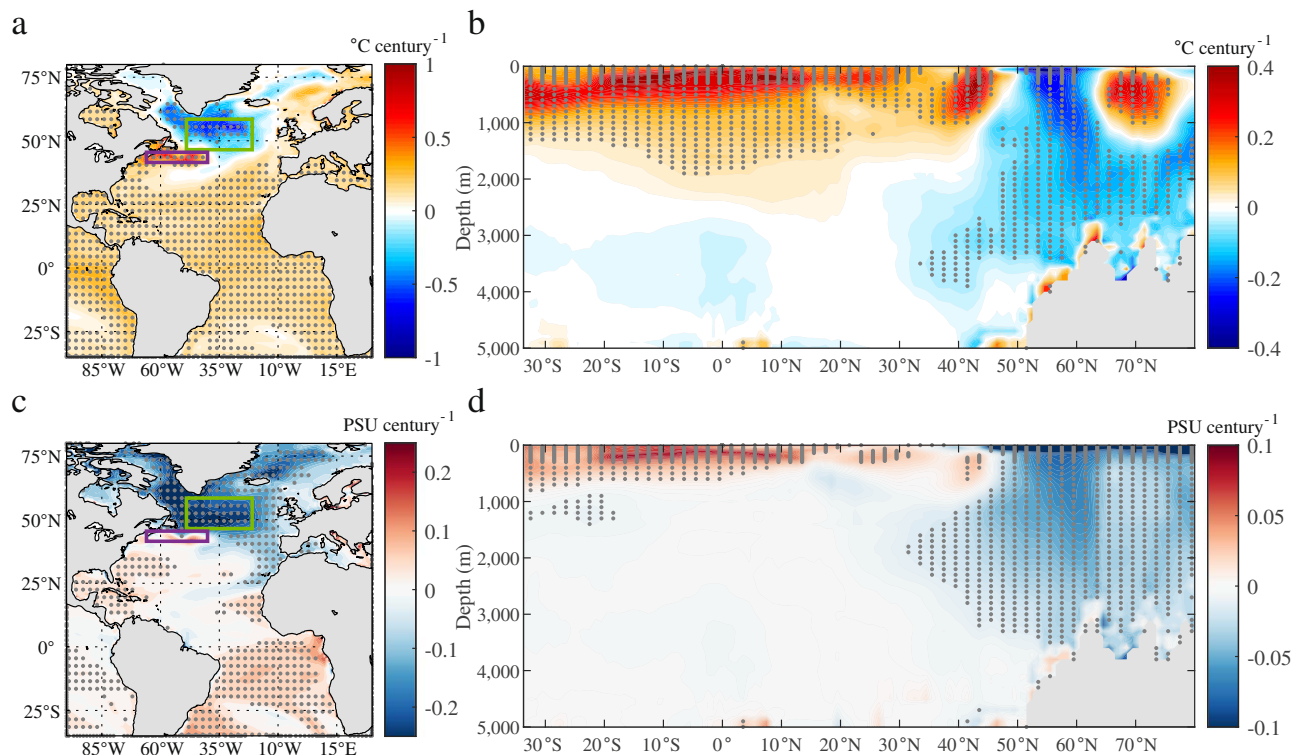 a
°C century-1
75°N
50°N
25°N
0°
25°S
85°W 60°W 35°W 10°W 15°E
1
0.5
0
-0.5
-1
b
°C century-1
Depth (m)
0
1,000
2,000
3,000
4,000
5,000
30°S 20°S 10°S 0° 10°N 20°N 30°N 40°N 50°N 60°N 70°N
0.4
0.2
0
-0.2
-0.4
c
PSU century-1
75°N
50°N
25°N
0°
25°S
85°W 60°W 35°W 10°W 15°E
0.2
0.1
0
-0.1
-0.2
d
PSU century-1
Depth (m)
0
1,000
2,000
3,000
4,000
5,000
30°S 20°S 10°S 0° 10°N 20°N 30°N 40°N 50°N 60°N 70°N
0.1
0.05
0
-0.05
-0.1